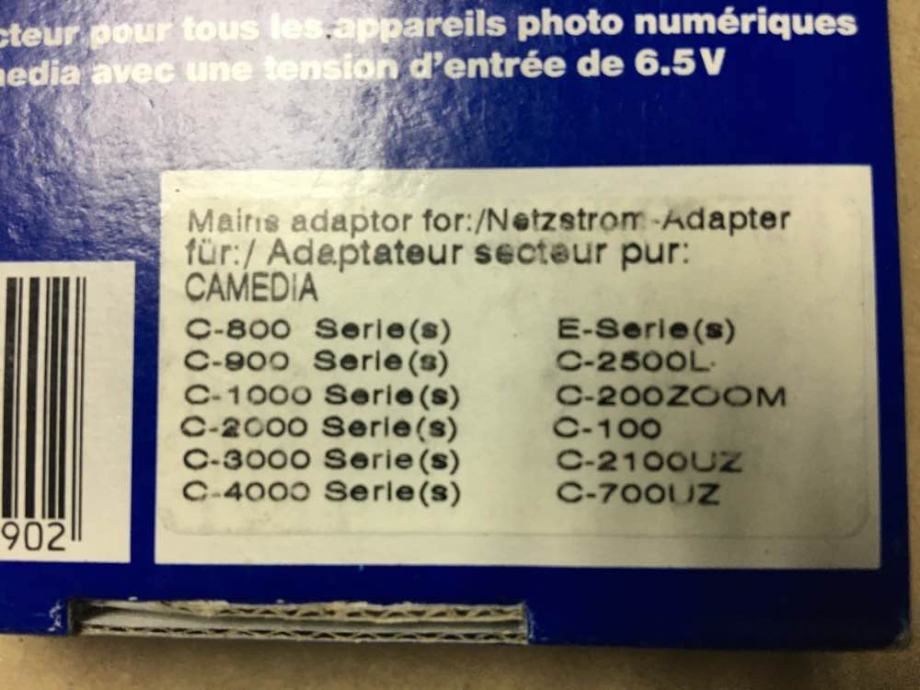 cteur pour tous les appareils photo numériques
media avec une tension d'entrée de 6.5V
Mains adaptor for:/Netzstrom-Adapter
für:/ Adaptateur secteur pur:
CAMEDIA
C-800 Serie(s) E-Serie(s)
C-900 Serie(s) C-2500L
C-1000 Serie(s) C-200ZOOM
C-2000 Serie(s) C-100
C-3000 Serie(s) C-2100UZ
C-4000 Serie(s) C-700UZ
902